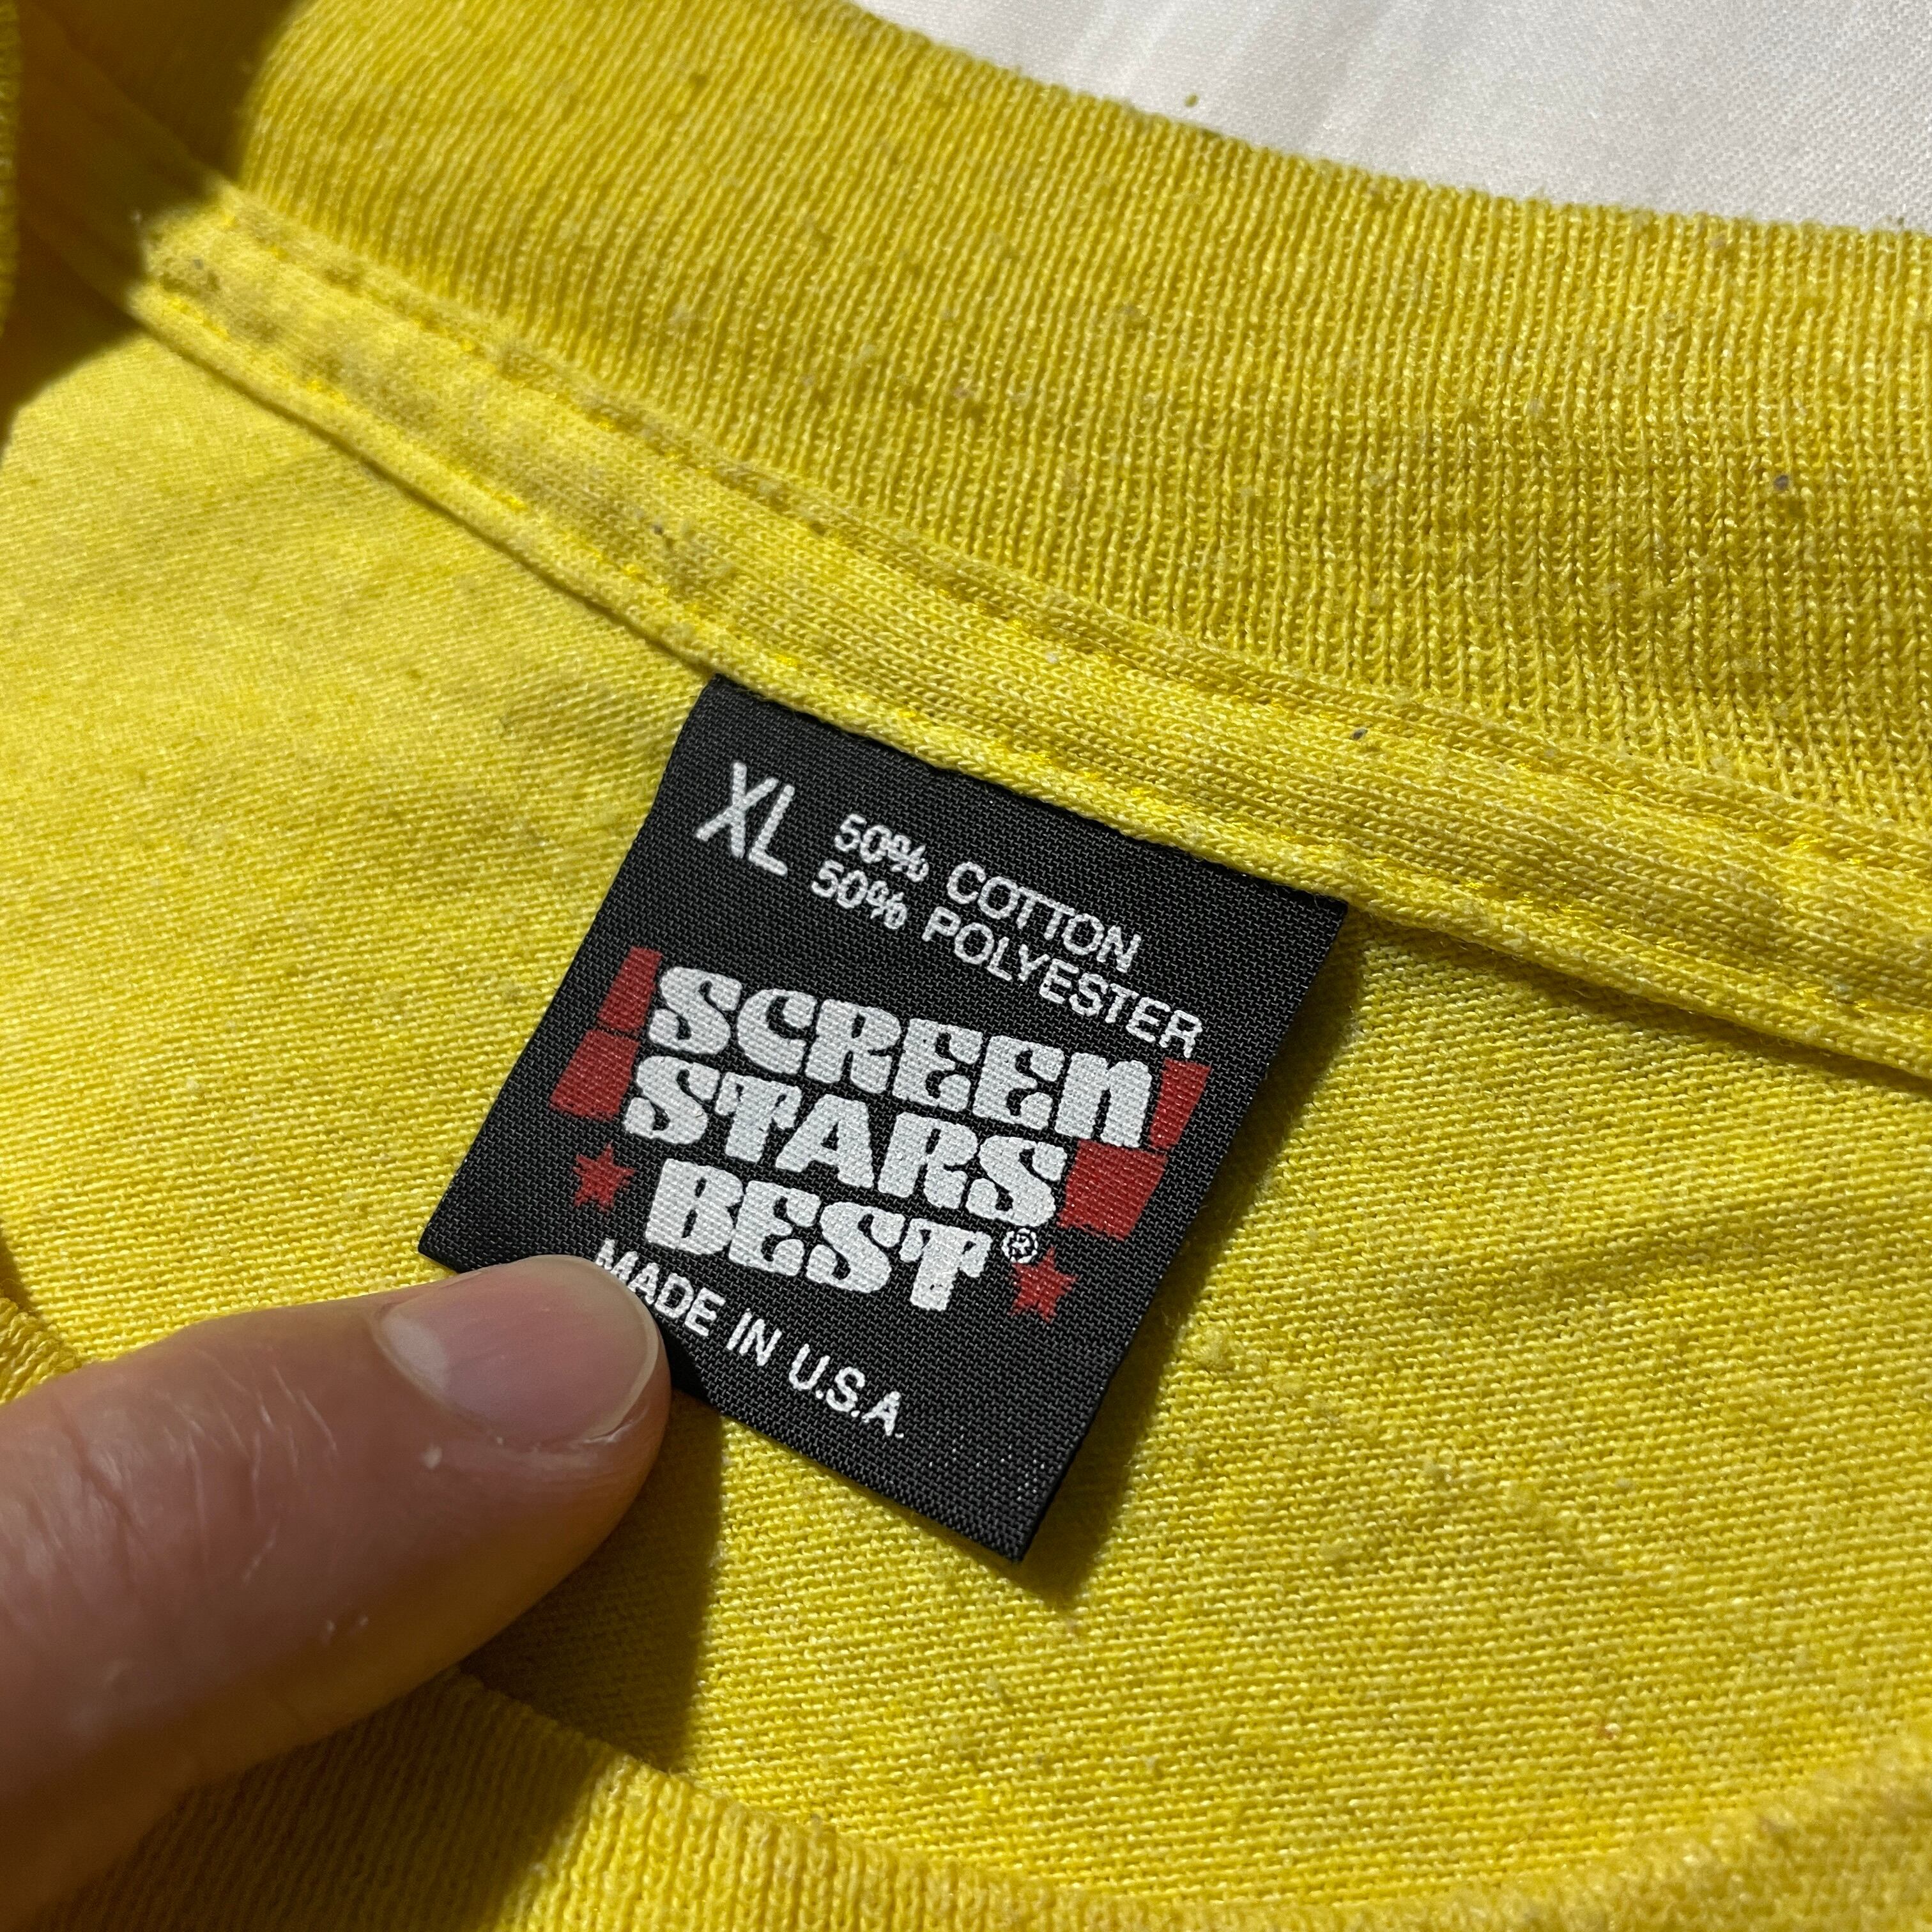 XL
50% COTTON
50% POLYESTER
SCREEN
STARS
BEST®
MADE IN U.S.A.